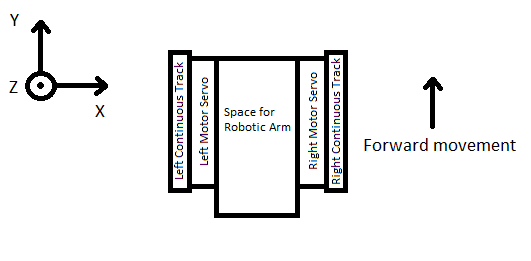 Y
Z
X
Left Continuous Track
Left Motor Servo
Space for
Robotic Arm
Right Motor Servo
Right Continuous Track
Forward movement